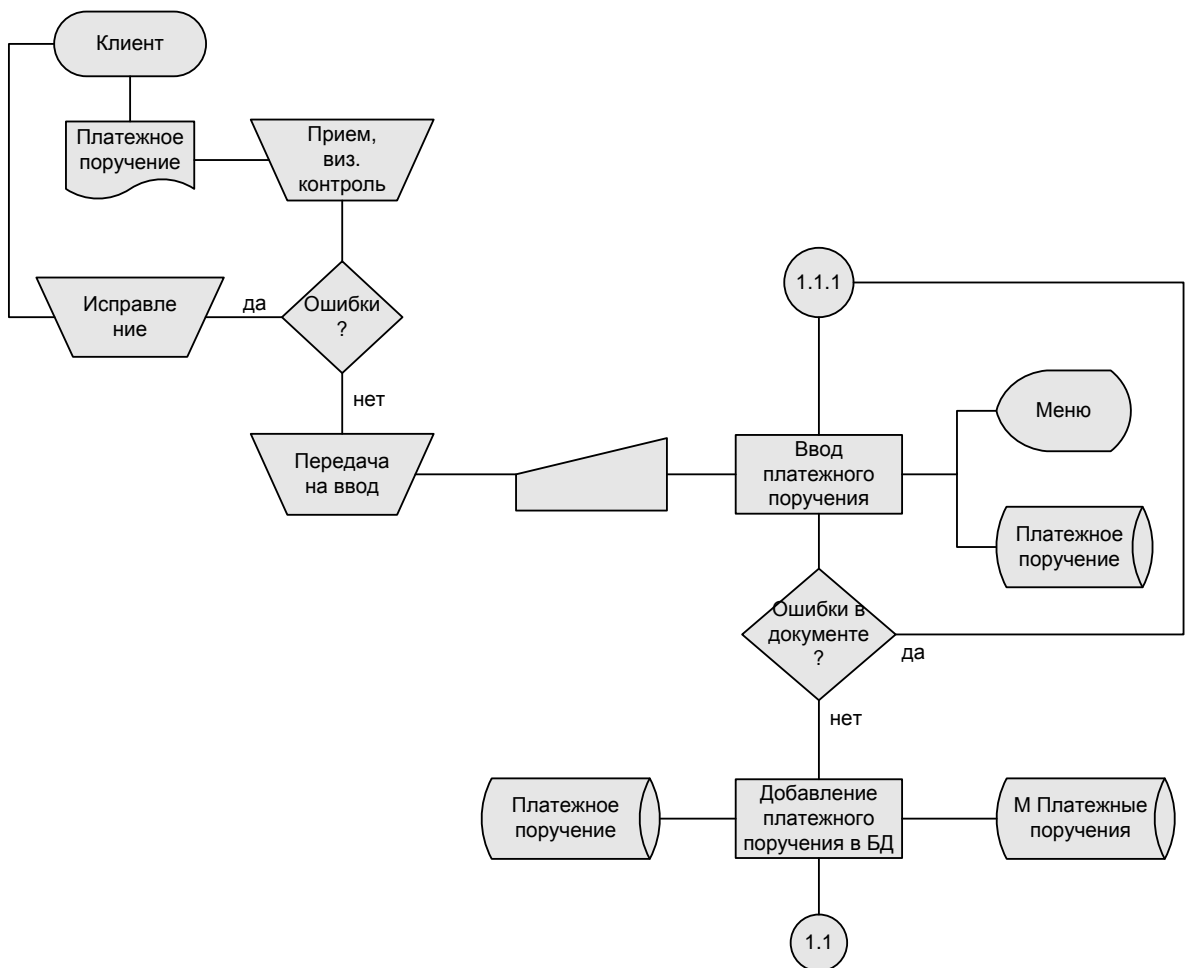 Клиент
Платежное
поручение
Прием,
виз.
контроль
Исправле
ние
да
Ошибки
?
нет
Передача
на ввод
1.1.1
Ввод
платежного
поручения
Меню
Платежное
поручение
Ошибки в
документе
?
да
нет
Платежное
поручение
Добавление
платежного
поручения в БД
М Платежные
поручения
1.1